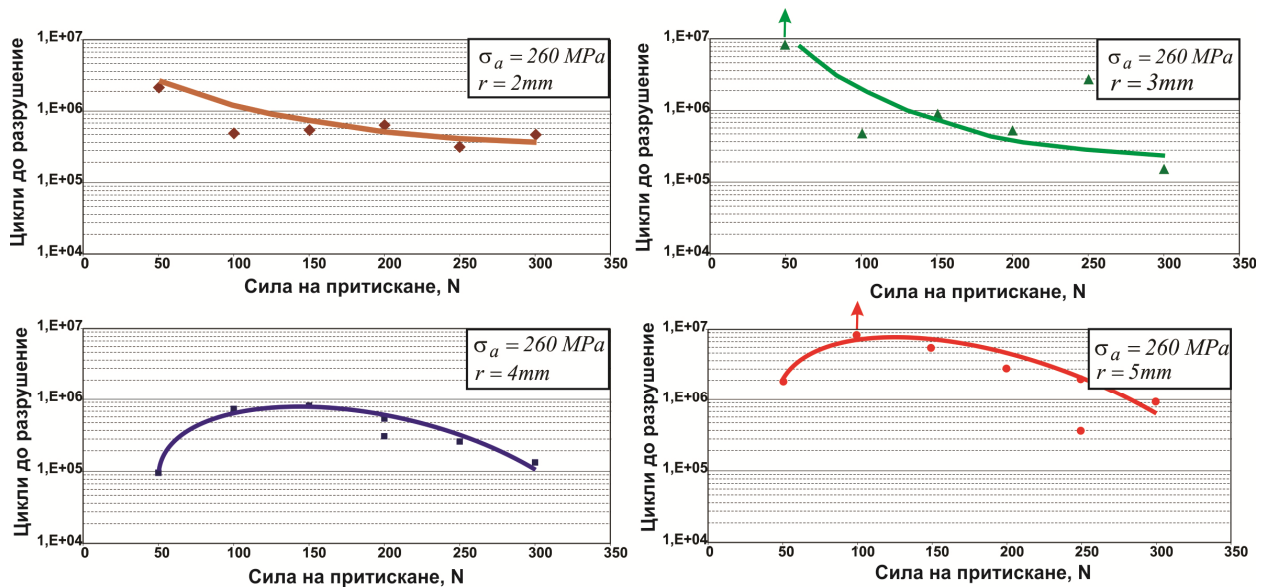 Цикли до разрушение
1,E+07
1,E+06
1,E+05
1,E+04
σa = 260 MPa
r = 2mm
0 50 100 150 200 250 300 350
Сила на притискане, N
Цикли до разрушение
1,E+07
1,E+06
1,E+05
1,E+04
σa = 260 MPa
r = 3mm
0 50 100 150 200 250 300 350
Сила на притискане, N
Цикли до разрушение
1,E+07
1,E+06
1,E+05
1,E+04
σa = 260 MPa
r = 4mm
0 50 100 150 200 250 300 350
Сила на притискане, N
Цикли до разрушение
1,E+07
1,E+06
1,E+05
1,E+04
σa = 260 MPa
r = 5mm
0 50 100 150 200 250 300 350
Сила на притискане, N